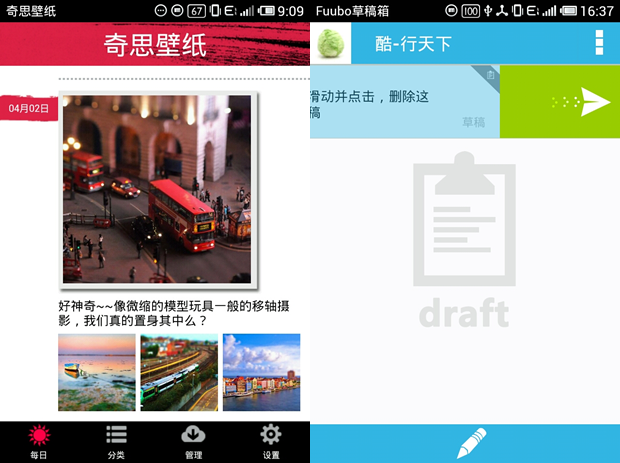 奇思壁纸
67
9:09
奇思壁纸
04月02日
好神奇~~像微缩的模型玩具一般的移轴摄
影，我们真的置身其中么？
每日
分类
管理
设置
Fuubo草稿箱
100
16:37
酷-行天下
滑动并点击，删除这
稿
草稿
draft